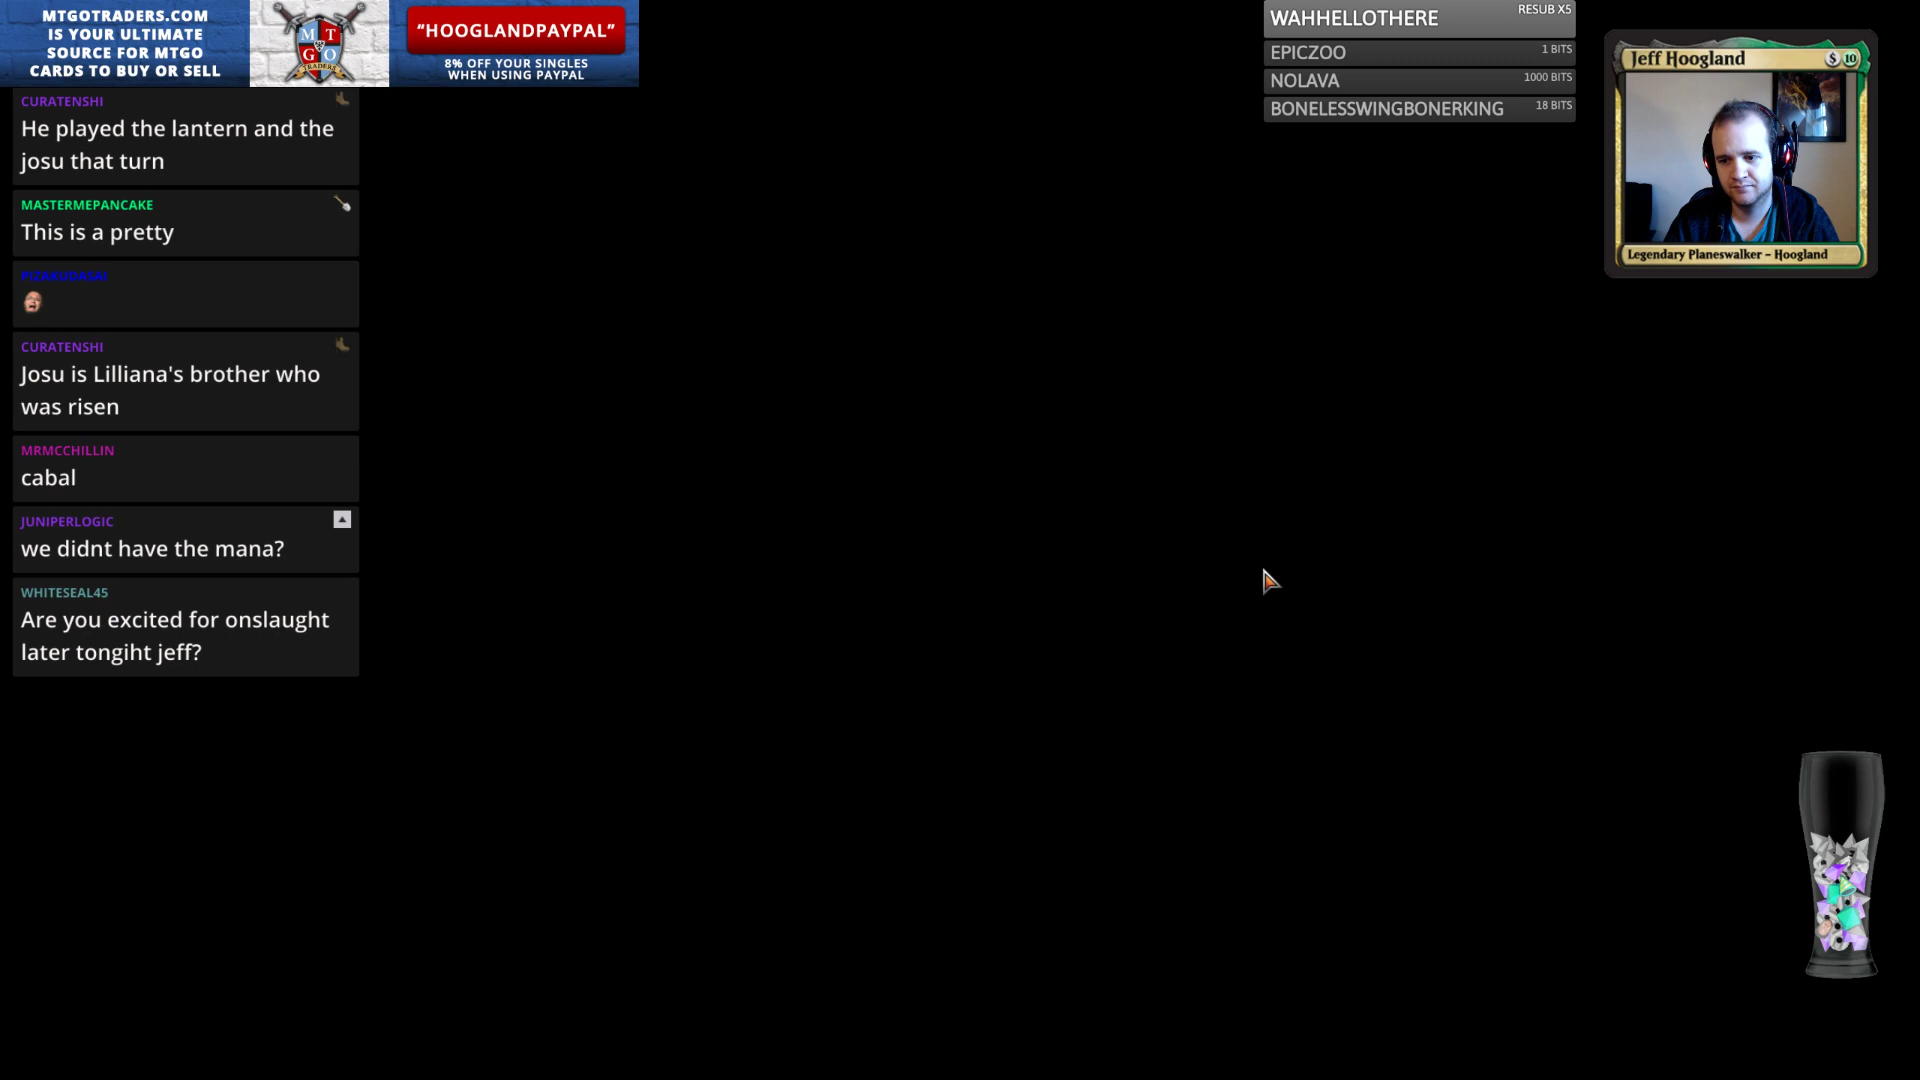 MTGOTRADERS.COM
IS YOUR ULTIMATE
SOURCE FOR MTGO
CARDS TO BUY OR SELL
M T
G O
TRADERS
"HOOGLANDPAYPAL"
8% OFF YOUR SINGLES
WHEN USING PAYPAL
CURATENSHI
He played the lantern and the
josu that turn
MASTERMEPANCAKE
This is a pretty
PIZAKUDASAI
CURATENSHI
Josu is Lilliana's brother who
was risen
MRMCCHILLIN
cabal
JUNIPERLOGIC
we didnt have the mana?
WHITESEAL45
Are you excited for onslaught
later tongiht jeff?
WAHHELLOTHERE RESUB X5
EPICZOO 1 BITS
NOLAVA 1000 BITS
BONELESSWINGBONERKING 18 BITS
Jeff Hoogland $ 10
Legendary Planeswalker - Hoogland